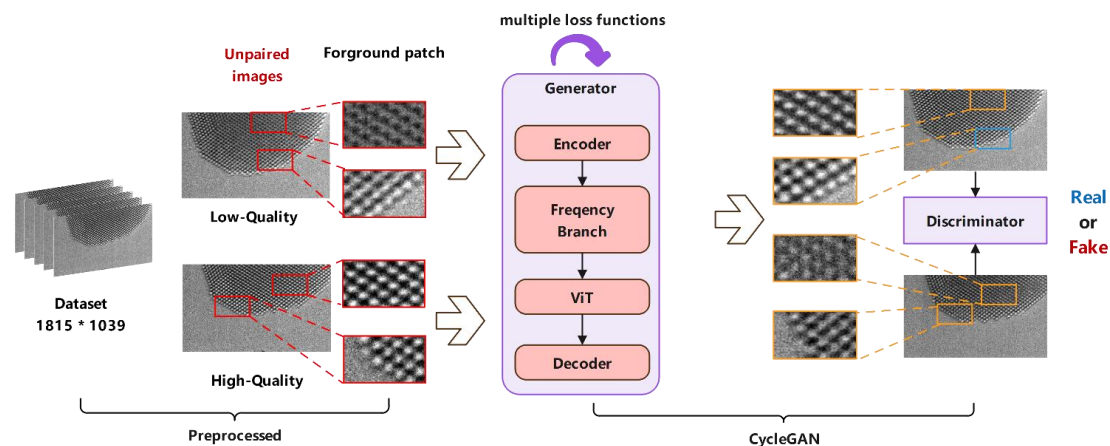 multiple loss functions
Unpaired
images
Forground patch
Generator
Encoder
Freqency
Branch
ViT
Decoder
Low-Quality
High-Quality
Dataset
1815 * 1039
Discriminator
Real
or
Fake
Preprocessed
CycleGAN